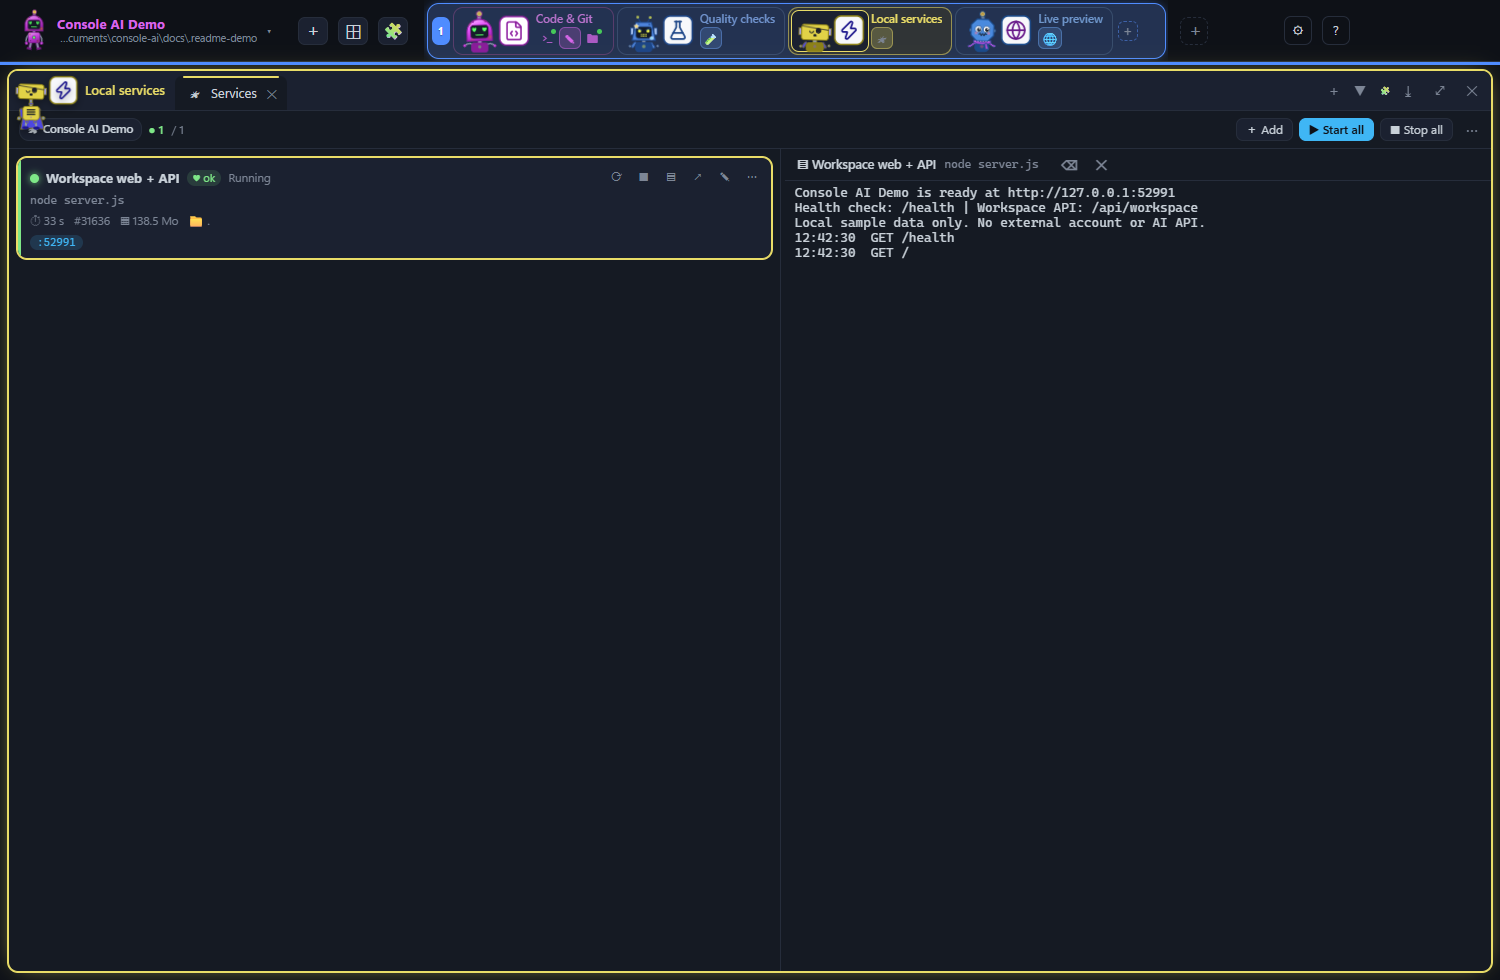 Console AI Demo
...cuments\console-ai\docs\.readme-demo
1
Code & Git
Quality checks
Local services
Live preview
?
Local services
Services
Console AI Demo
1 / 1
+ Add
Start all
Stop all
Workspace web + API
ok
Running
node server.js
33 s
#31636
138.5 Mo
.
:52991
Workspace web + API
node server.js
Console AI Demo is ready at http://127.0.0.1:52991
Health check: /health | Workspace API: /api/workspace
Local sample data only. No external account or AI API.
12:42:30 GET /health
12:42:30 GET /